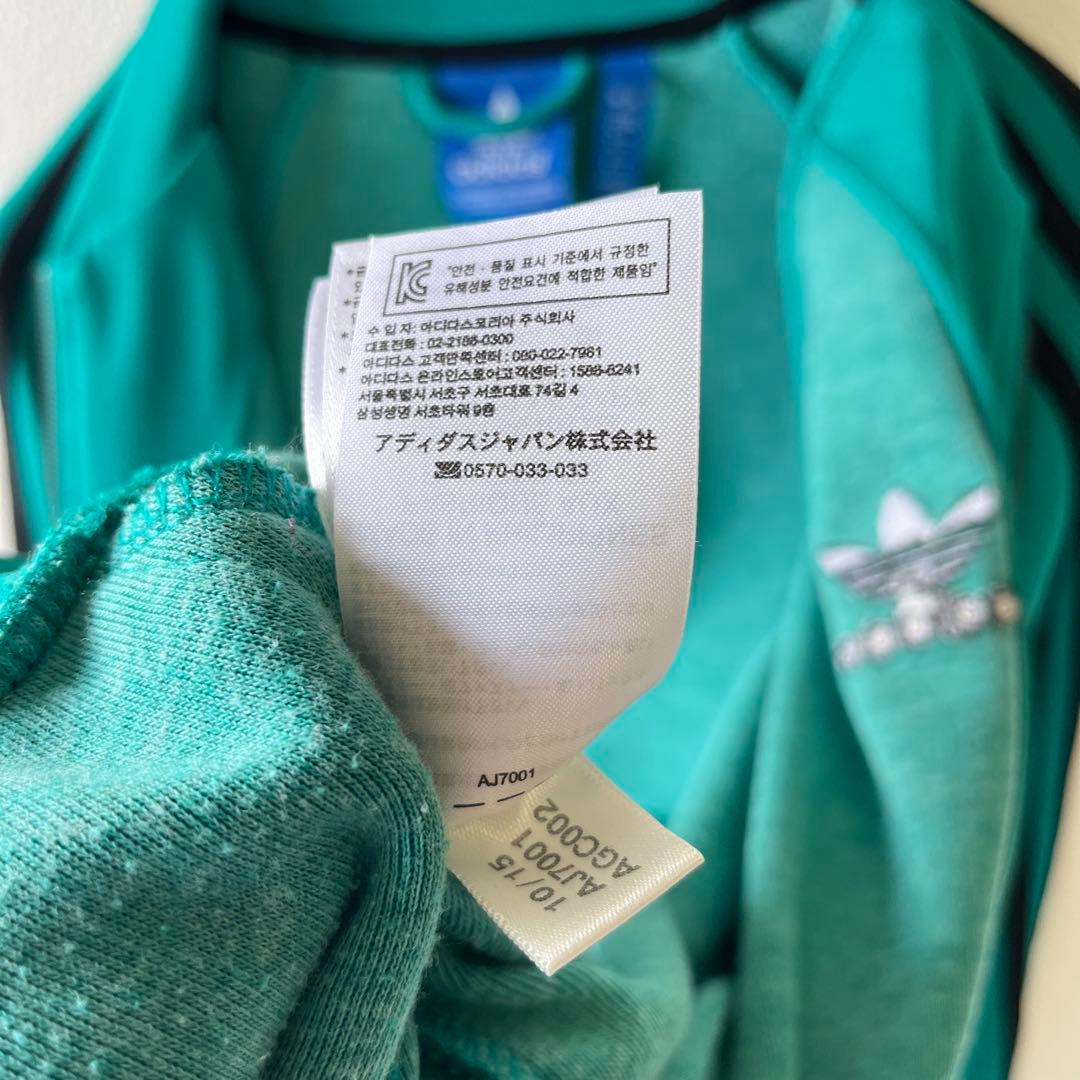 KC
"안전 · 품질 표시 기준에서 규정한
유해성분 안전요건에 적합한 제품임"
수 입 자: 아디다스코리아 주식회사
대표전화 : 02-2186-0300
아디다스 고객만족센터 : 080-022-7981
아디다스 온라인스토어고객센터 : 1588-8241
서울특별시 서초구 서초대로 74길 4
삼성생명 서초타워 9층
アディダスジャパン株式会社
0570-033-033
AJ7001
10/15
AJ7001
AGC002